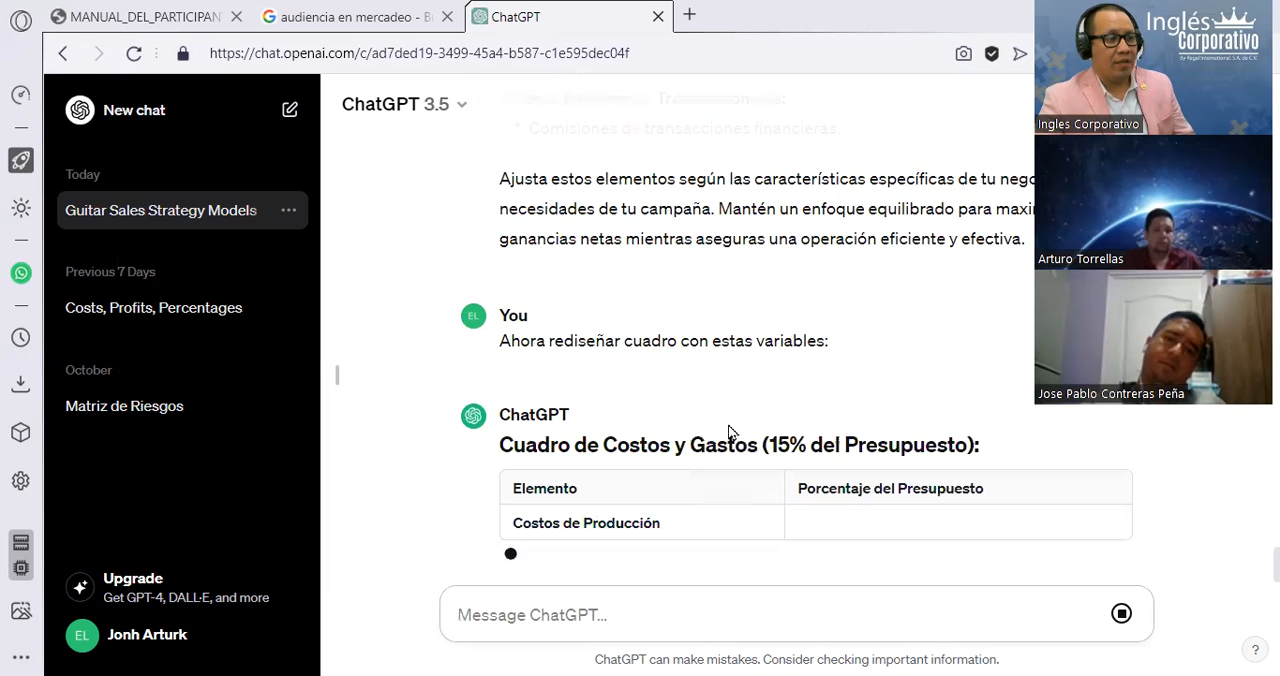 MANUAL_DEL_PARTICIPAN
audiencia en mercadeo - B
ChatGPT
https://chat.openai.com/c/ad7ded19-3499-45a4-b587-c1e595dec04f
New chat
Today
Guitar Sales Strategy Models
Previous 7 Days
Costs, Profits, Percentages
October
Matriz de Riesgos
Upgrade
Get GPT-4, DALL·E, and more
EL
Jonh Arturk
ChatGPT 3.5
* Comisiones de transacciones financieras.
Ajusta estos elementos según las características específicas de tu nego
necesidades de tu campaña. Mantén un enfoque equilibrado para maxi
ganancias netas mientras aseguras una operación eficiente y efectiva.
EL
You
Ahora rediseñar cuadro con estas variables:
ChatGPT
Cuadro de Costos y Gastos (15% del Presupuesto):
Elemento Porcentaje del Presupuesto
Costos de Producción
Message ChatGPT...
ChatGPT can make mistakes. Consider checking important information.
?
Inglés
Corporativo
Ingles Corporativo
Arturo Torrellas
Jose Pablo Contreras Peña